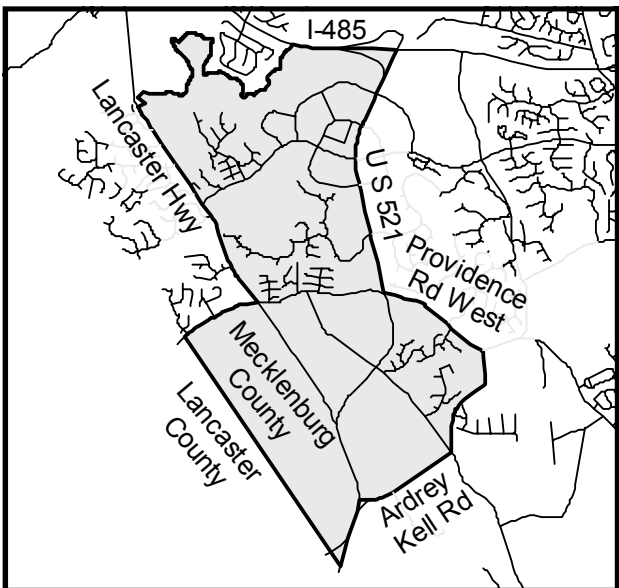 I-485
Lancaster Hwy
U S 521
Providence
Rd West
Mecklenburg
County
Lancaster
County
Ardrey
Kell Rd